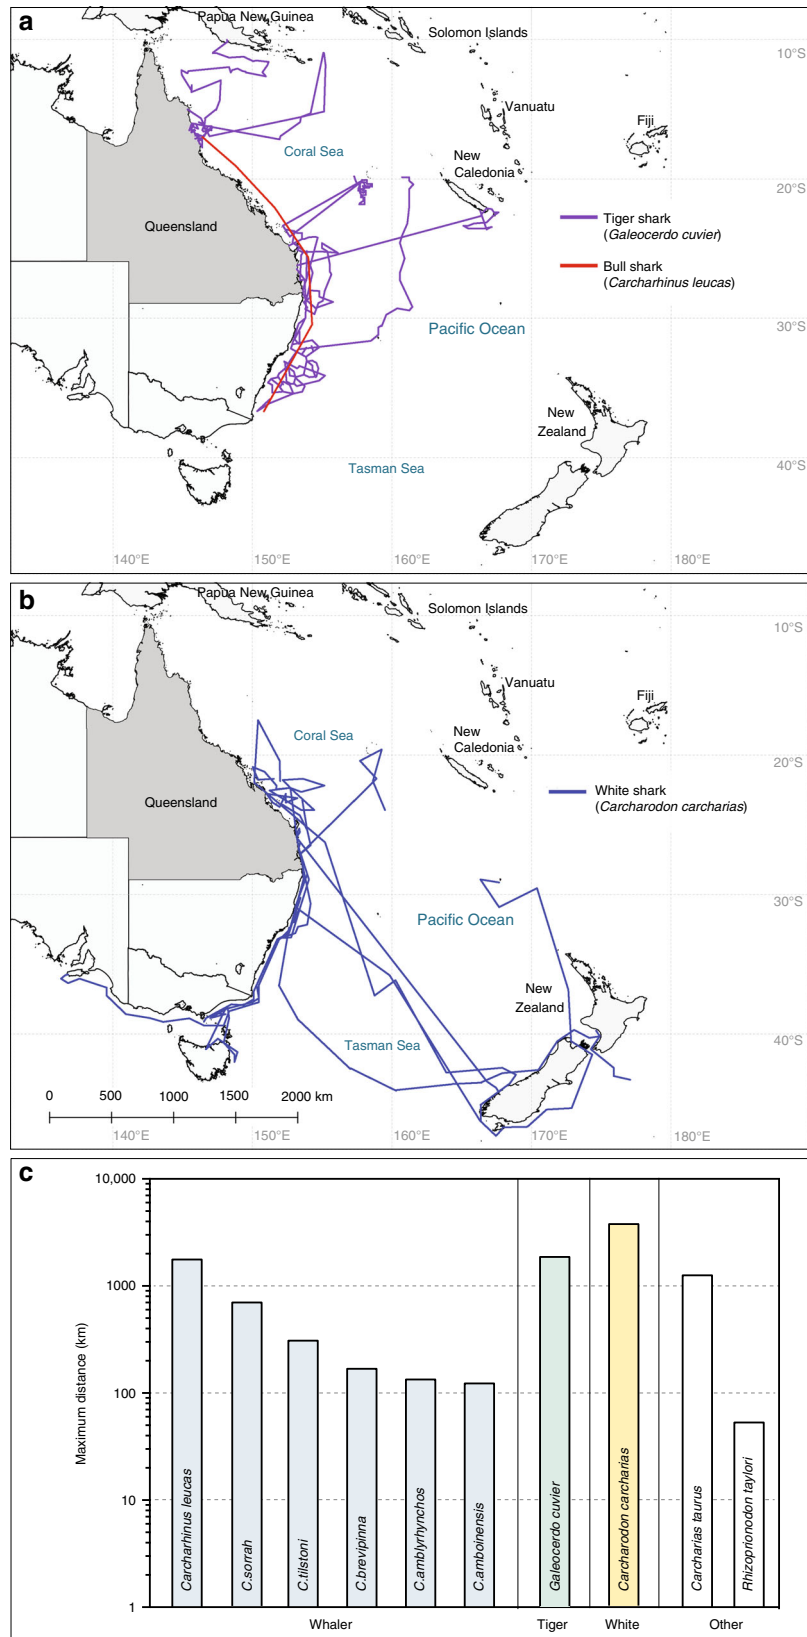 a
Papua New Guinea
Solomon Islands
10°S
Vanuatu
Fiji
Coral Sea
New
Caledonia
20°S
Queensland
Tiger shark
(Galeocerdo cuvier)
Bull shark
(Carcharhinus leucas)
30°S
Pacific Ocean
New
Zealand
Tasman Sea
40°S
140°E
150°E
160°E
170°E
180°E
b
Papua New Guinea
Solomon Islands
10°S
Vanuatu
Fiji
Coral Sea
New
Caledonia
20°S
Queensland
White shark
(Carcharodon carcharias)
30°S
Pacific Ocean
New
Zealand
Tasman Sea
40°S
0
500
1000
1500
2000 km
140°E
150°E
160°E
170°E
180°E
c
10,000
1000
100
10
1
Maximum distance (km)
Carcharhinus leucas
C.sorrah
C.tilstoni
C.brevipinna
C.amblyrhynchos
C.amboinensis
Galeocerdo cuvier
Carcharodon carcharias
Carcharias taurus
Rhizoprionodon taylori
Whaler
Tiger
White
Other